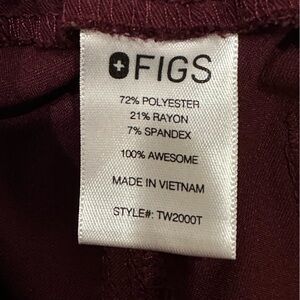 FIGS
72% POLYESTER
21% RAYON
7% SPANDEX
100% AWESOME
MADE IN VIETNAM
STYLE#: TW2000T